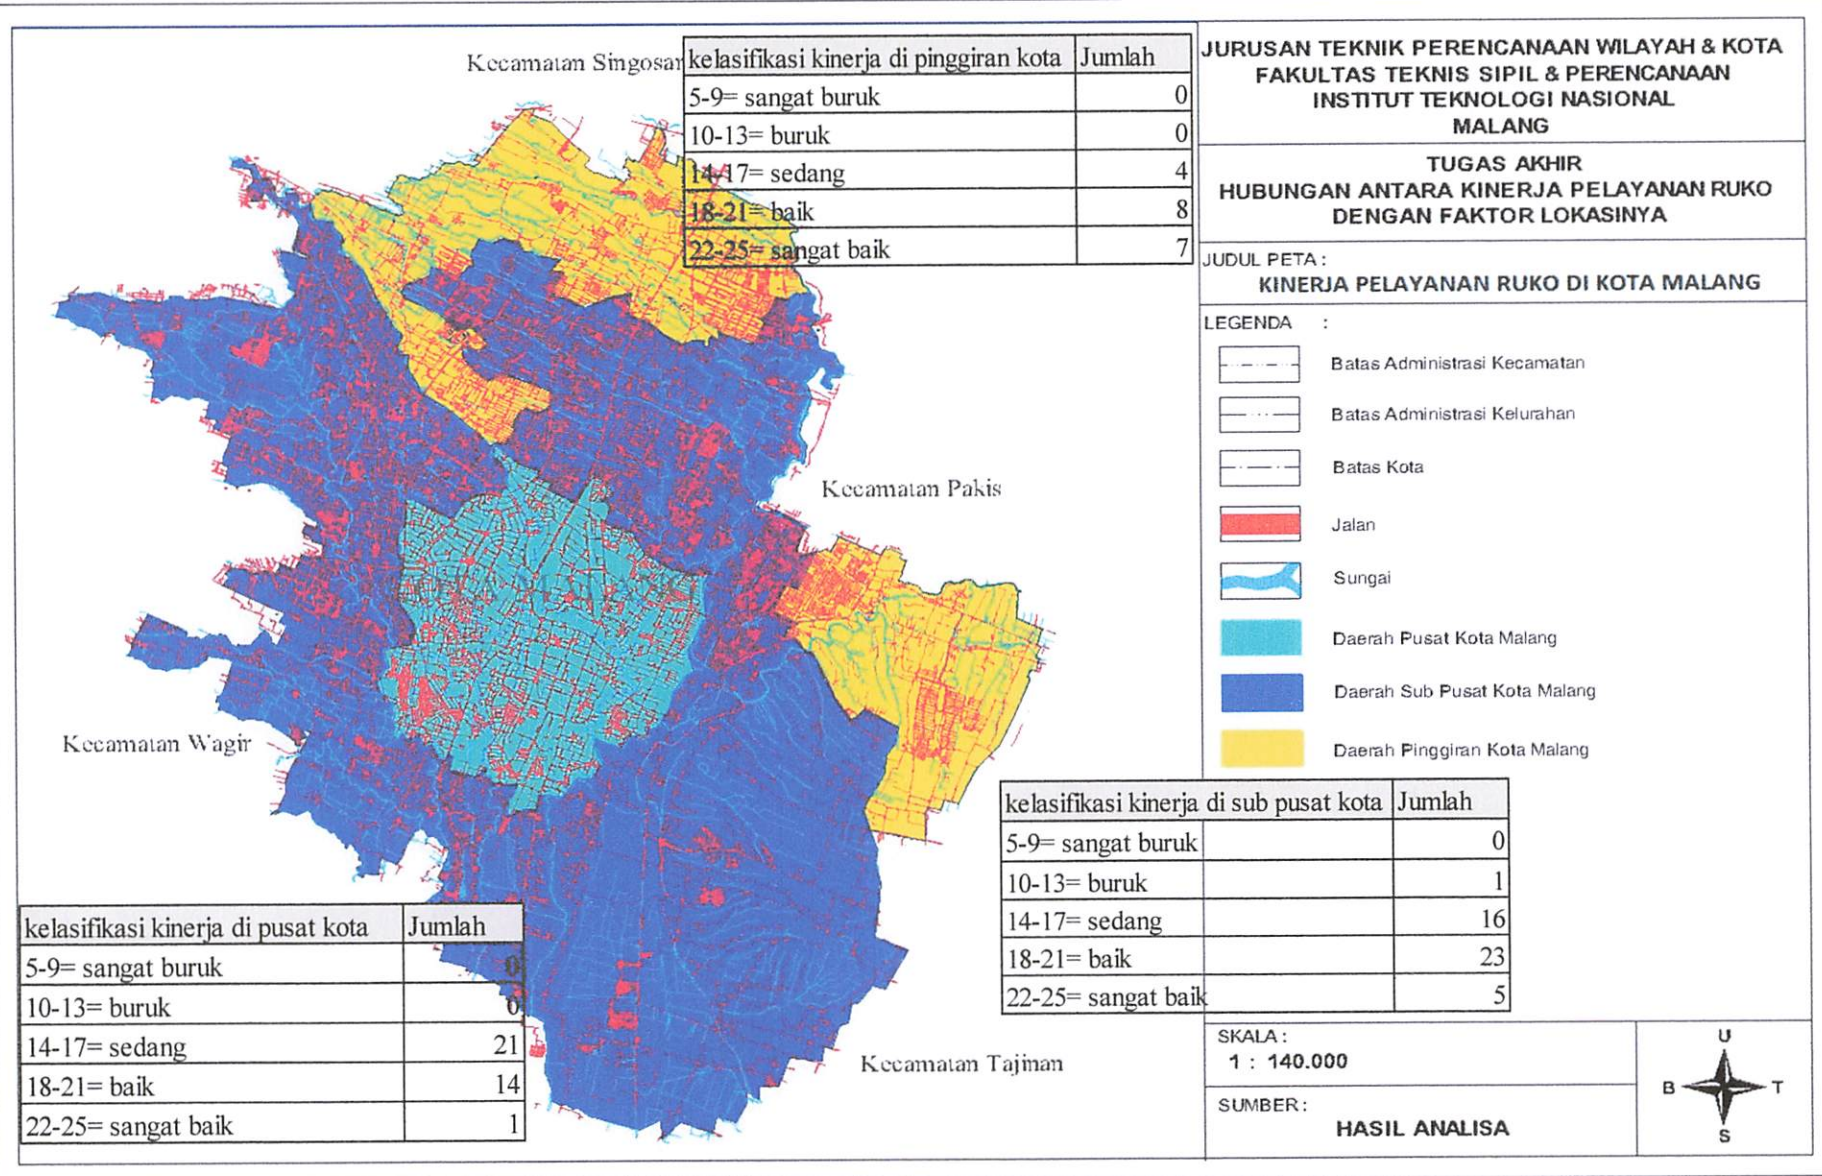 Kecamatan Singosar
kelasifikasi kinerja di pinggiran kota Jumlah
5-9= sangat buruk 0
10-13= buruk 0
14-17= sedang 4
18-21= baik 8
22-25= sangat baik 7
JURUSAN TEKNIK PERENCANAAN WILAYAH & KOTA
FAKULTAS TEKNIS SIPIL & PERENCANAAN
INSTITUT TEKNOLOGI NASIONAL
MALANG
TUGAS AKHIR
HUBUNGAN ANTARA KINERJA PELAYANAN RUKO
DENGAN FAKTOR LOKASINYA
JUDUL PETA :
KINERJA PELAYANAN RUKO DI KOTA MALANG
LEGENDA :
Batas Administrasi Kecamatan
Batas Administrasi Kelurahan
Batas Kota
Jalan
Sungai
Daerah Pusat Kota Malang
Daerah Sub Pusat Kota Malang
Daerah Pinggiran Kota Malang
Kecamatan Pakis
Kecamatan Wagir
kelasifikasi kinerja di sub pusat kota Jumlah
5-9= sangat buruk 0
10-13= buruk 1
14-17= sedang 16
18-21= baik 23
22-25= sangat baik 5
kelasifikasi kinerja di pusat kota Jumlah
5-9= sangat buruk 0
10-13= buruk 0
14-17= sedang 21
18-21= baik 14
22-25= sangat baik 1
Kecamatan Tajinan
SKALA :
1 : 140.000
SUMBER :
HASIL ANALISA
U
B T
S